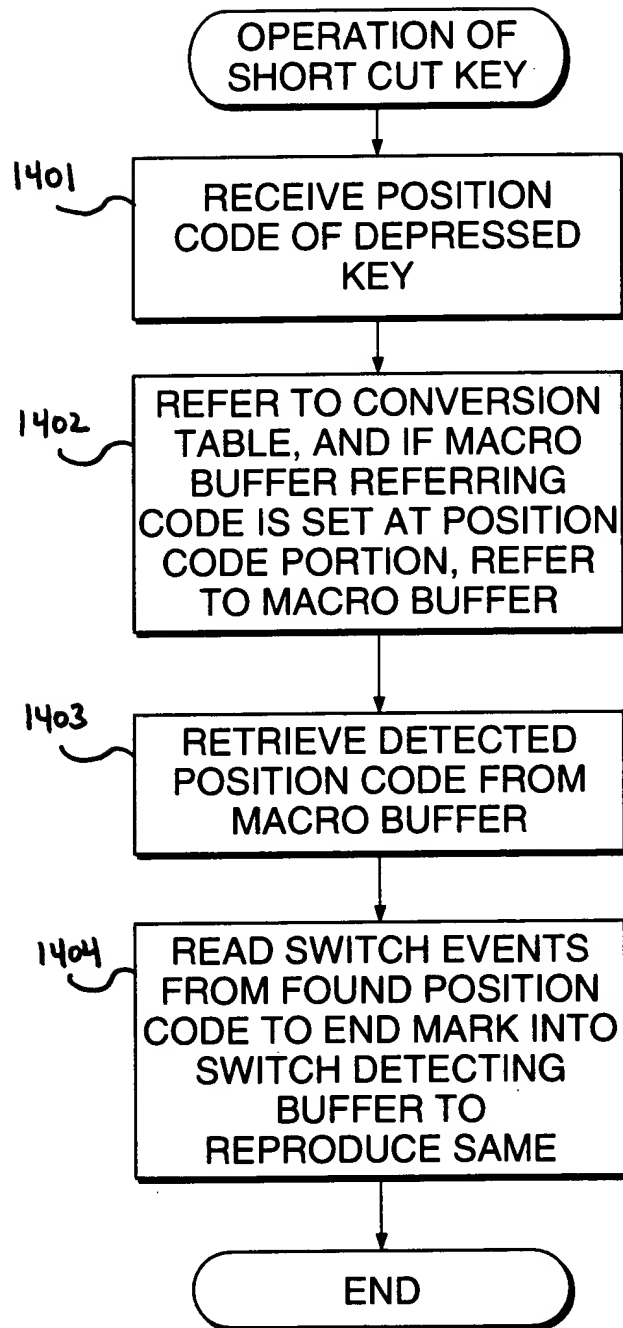 OPERATION OF
SHORT CUT KEY
1401
RECEIVE POSITION
CODE OF DEPRESSED
KEY
1402
REFER TO CONVERSION
TABLE, AND IF MACRO
BUFFER REFERRING
CODE IS SET AT POSITION
CODE PORTION, REFER
TO MACRO BUFFER
1403
RETRIEVE DETECTED
POSITION CODE FROM
MACRO BUFFER
1404
READ SWITCH EVENTS
FROM FOUND POSITION
CODE TO END MARK INTO
SWITCH DETECTING
BUFFER TO
REPRODUCE SAME
END